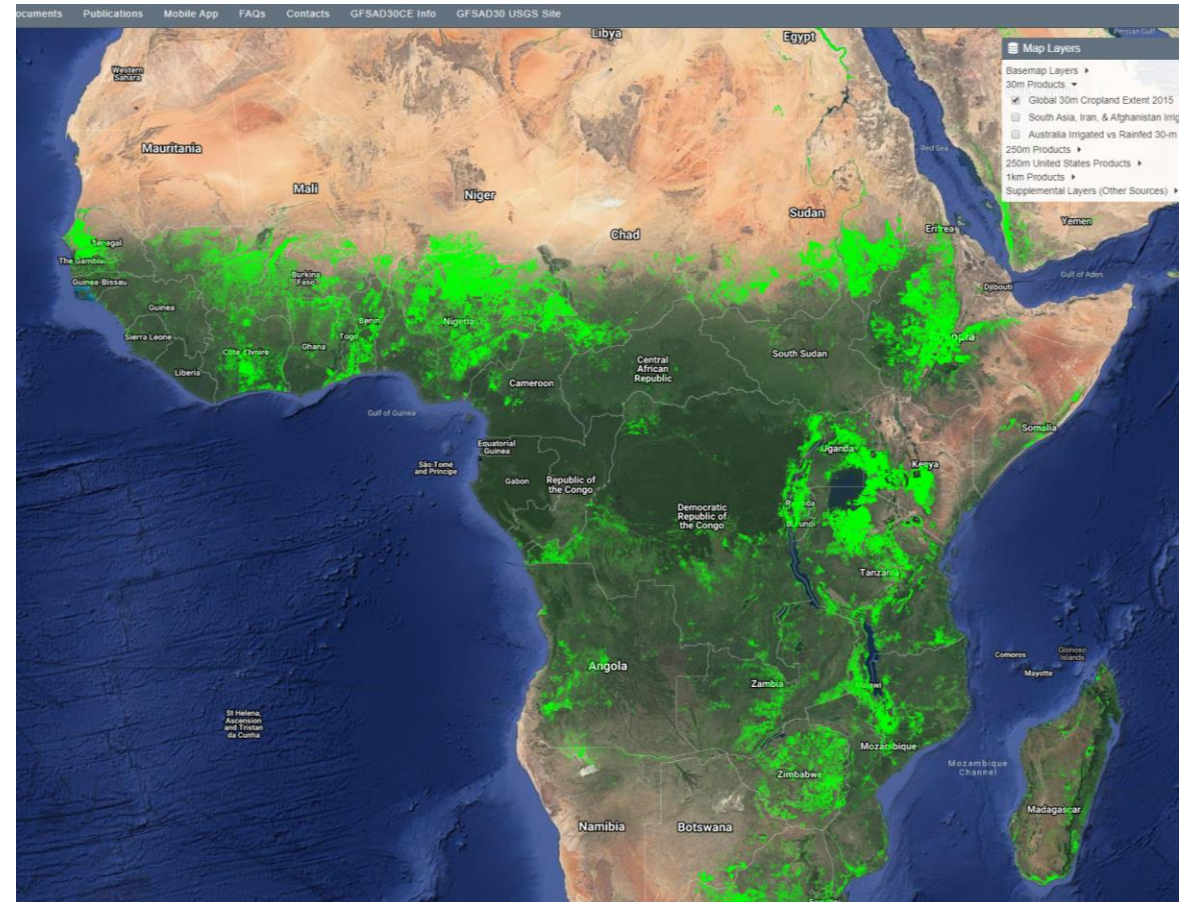 ocuments Publications Mobile App FAQs Contacts GFSAD30CE Info GFSAD30 USGS Site
Persian Gulf
Map Layers
Basemap Layers
30m Products
Global 30m Cropland Extent 2015
South Asia, Iran, & Afghanistan Irrig
Australia Irrigated vs Rainfed 30-m
250m Products
250m United States Products
1km Products
Supplemental Layers (Other Sources)
Libya
Egypt
Western
Sahara
Mauritania
Mali
Niger
Chad
Sudan
Red Sea
Eritrea
Yemen
Gulf of Aden
Djibouti
Senegal
The Gambia
Guinea-Bissau
Guinea
Sierra Leone
Liberia
Côte d'Ivoire
Burkina
Faso
Ghana
Togo
Benin
Nigeria
Cameroon
Central
African
Republic
South Sudan
Somalia
Gulf of Guinea
Equatorial
Guinea
São Tomé
and Príncipe
Gabon
Republic of
the Congo
Democratic
Republic of
the Congo
Uganda
Kenya
Burundi
Tanzania
Angola
Zambia
Malawi
Comoros
Glorioso
Islands
Mayotte
St Helena,
Ascension
and Tristan
da Cunha
Mozambique
Mozambique
Channel
Zimbabwe
Madagascar
Namibia
Botswana